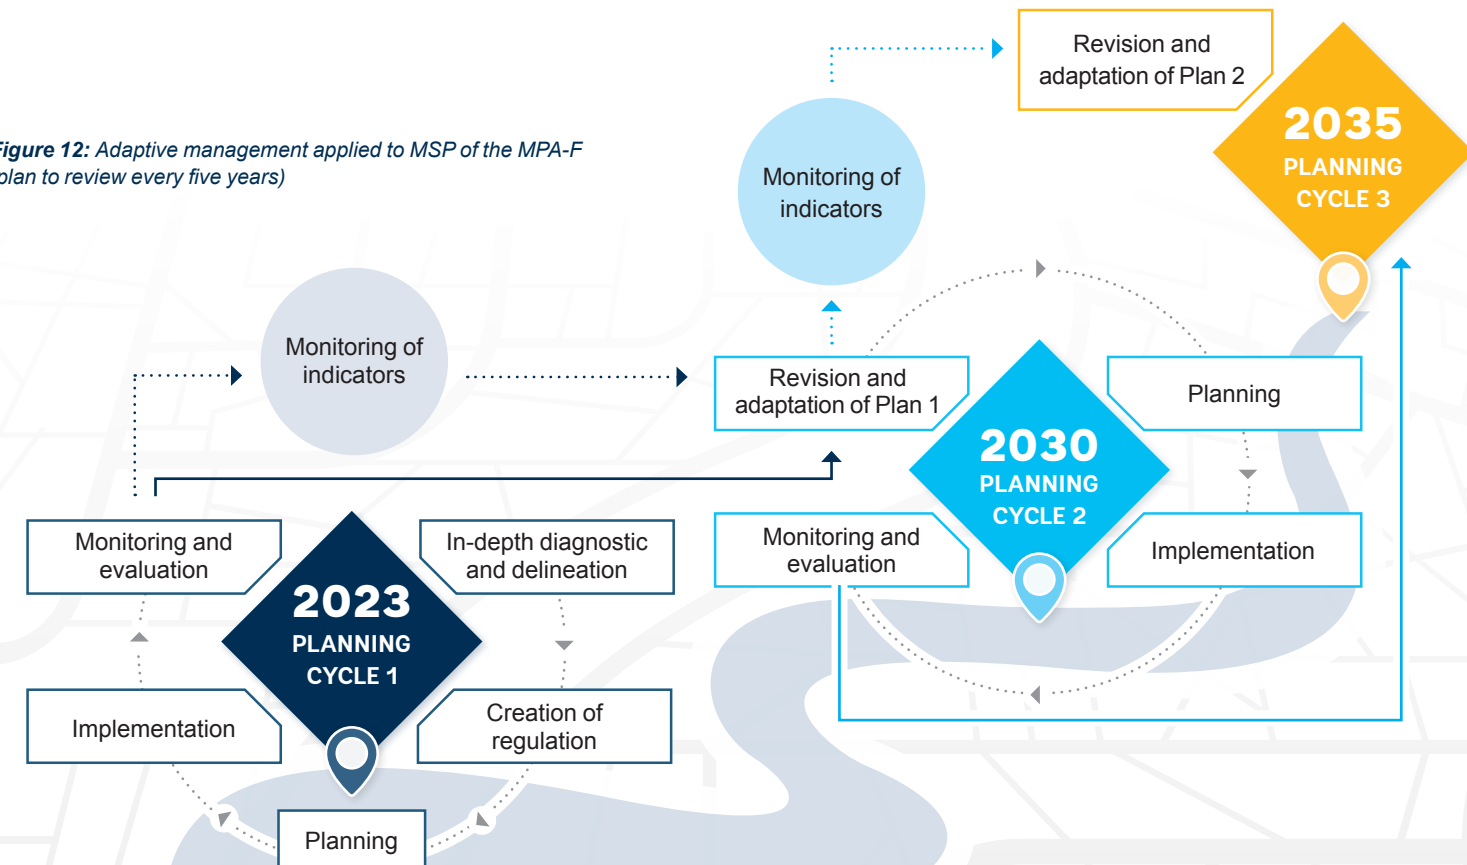 Revision and
adaptation of Plan 2
2035
PLANNING
CYCLE 3
Figure 12: Adaptive management applied to MSP of the MPA-F
plan to review every five years)
Monitoring of
indicators
Monitoring of
indicators
Revision and
adaptation of Plan 1
Planning
2030
PLANNING
CYCLE 2
Monitoring and
evaluation
Implementation
Monitoring and
evaluation
In-depth diagnostic
and delineation
2023
PLANNING
CYCLE 1
Implementation
Creation of
regulation
Planning